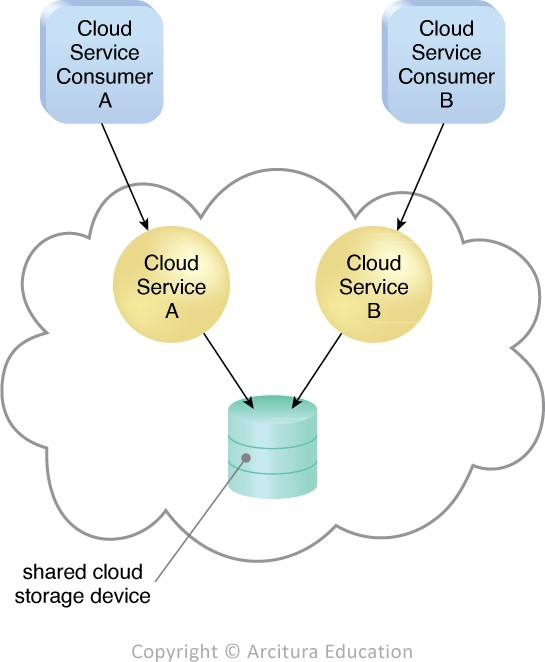 Cloud
Service
Consumer
A
Cloud
Service
Consumer
B
Cloud
Service
A
Cloud
Service
B
shared cloud
storage device
Copyright © Arcitura Education